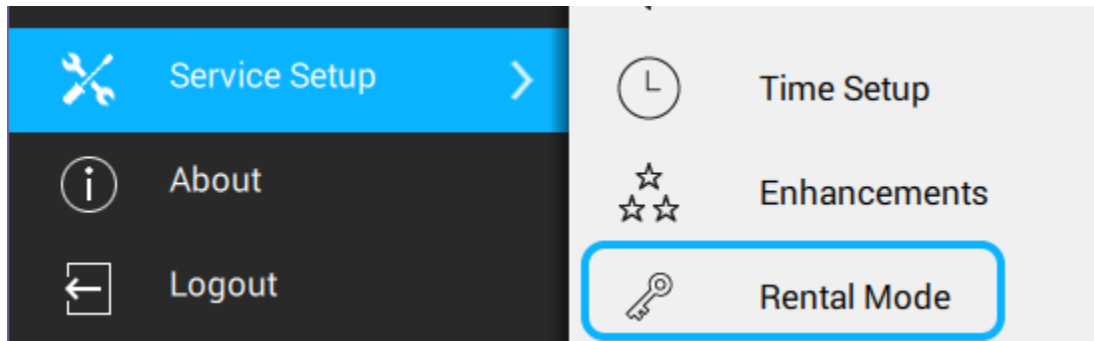 Service Setup
About
Logout
Time Setup
Enhancements
Rental Mode